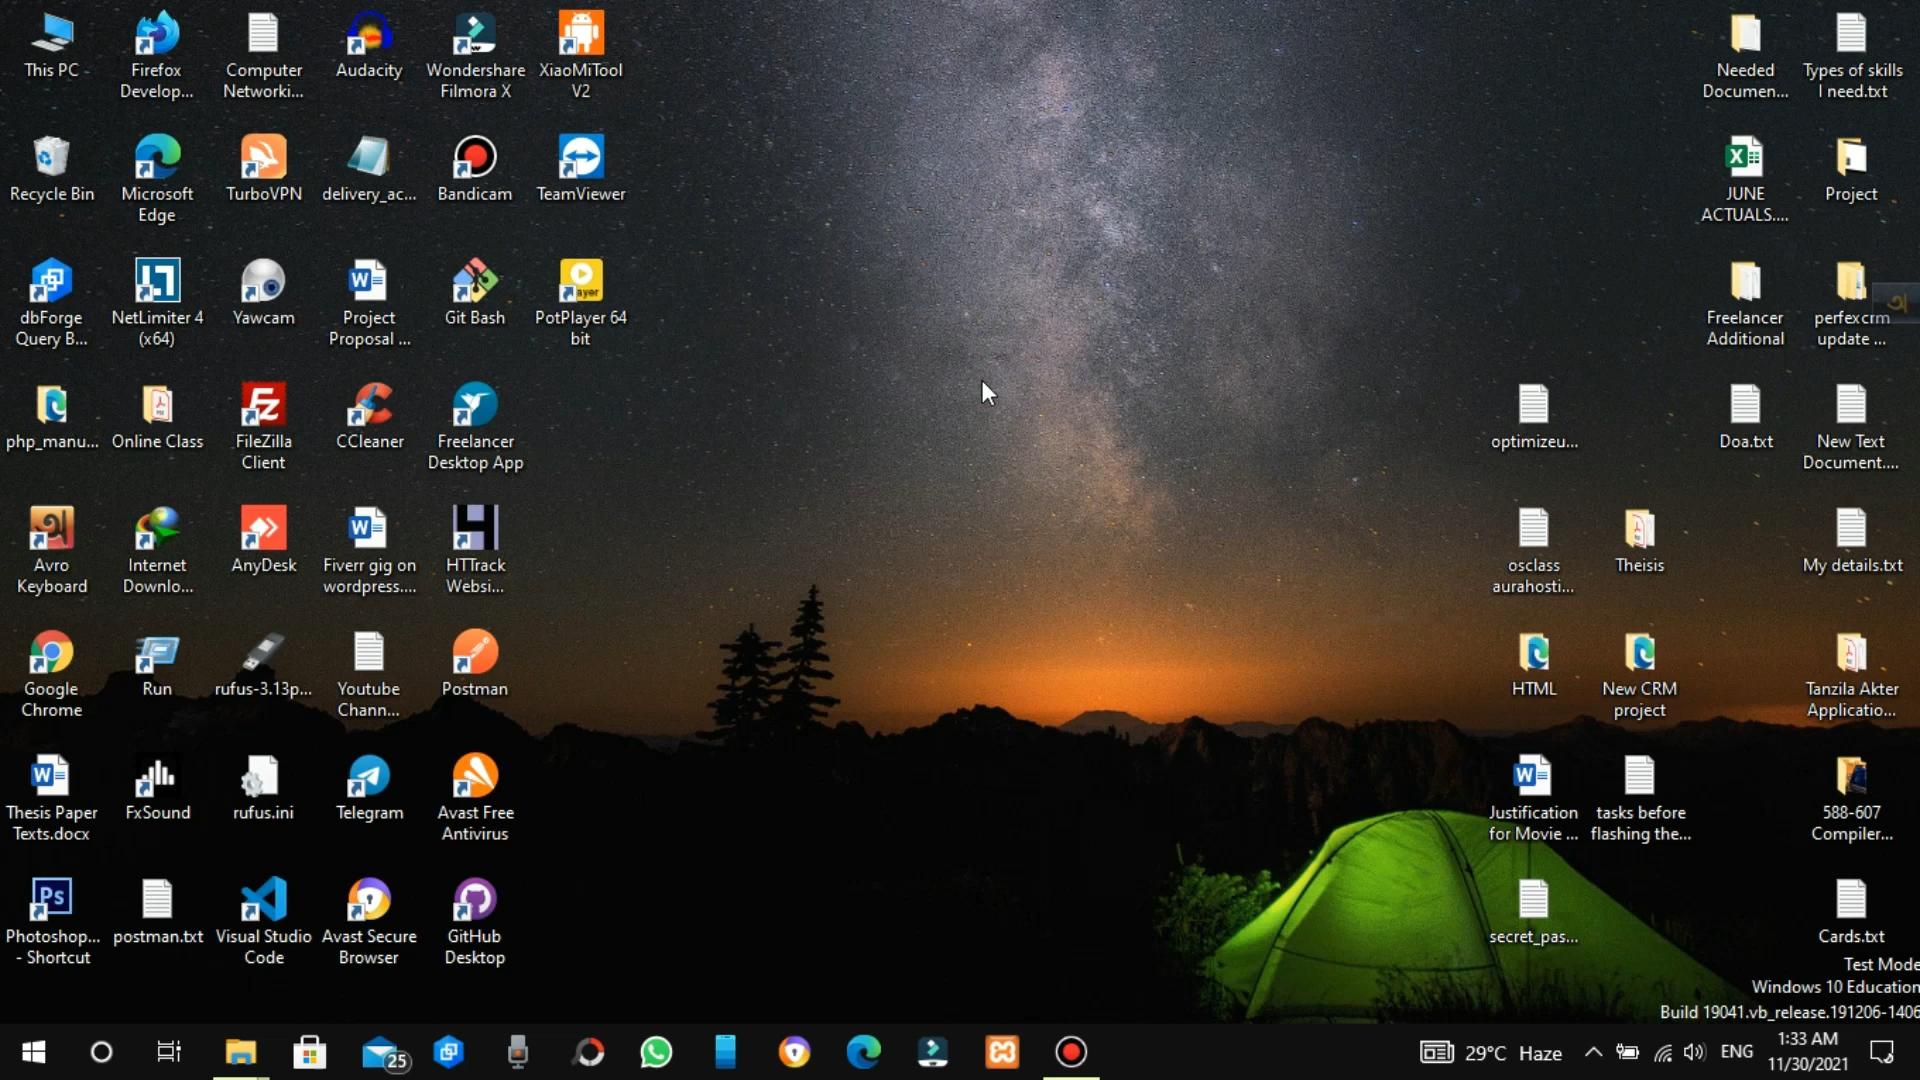 This PC
Firefox
Develop...
Computer
Networki...
Audacity
Wondershare
Filmora X
XiaoMiTool
V2
Needed
Documen...
Types of skills
I need.txt
Recycle Bin
Microsoft
Edge
TurboVPN
delivery_ac...
Bandicam
TeamViewer
JUNE
ACTUALS....
Project
dbForge
Query B...
NetLimiter 4
(x64)
Yawcam
Project
Proposal ...
Git Bash
PotPlayer 64
bit
Freelancer
Additional
perfexcrm
update ...
php_manu...
Online Class
FileZilla
Client
CCleaner
Freelancer
Desktop App
optimizeu...
Doa.txt
New Text
Document....
Avro
Keyboard
Internet
Downlo...
AnyDesk
Fiverr gig on
wordpress....
HTTrack
Websi...
osclass
aurahosti...
Theisis
My details.txt
Google
Chrome
Run
rufus-3.13p...
Youtube
Chann...
Postman
HTML
New CRM
project
Tanzila Akter
Applicatio...
Thesis Paper
Texts.docx
FxSound
rufus.ini
Telegram
Avast Free
Antivirus
Justification
for Movie ...
tasks before
flashing the...
588-607
Compiler...
Photoshop...
- Shortcut
postman.txt
Visual Studio
Code
Avast Secure
Browser
GitHub
Desktop
secret_pas...
Cards.txt
Test Mode
Windows 10 Education
Build 19041.vb_release.191206-1406
25
29°C Haze
ENG
1:33 AM
11/30/2021